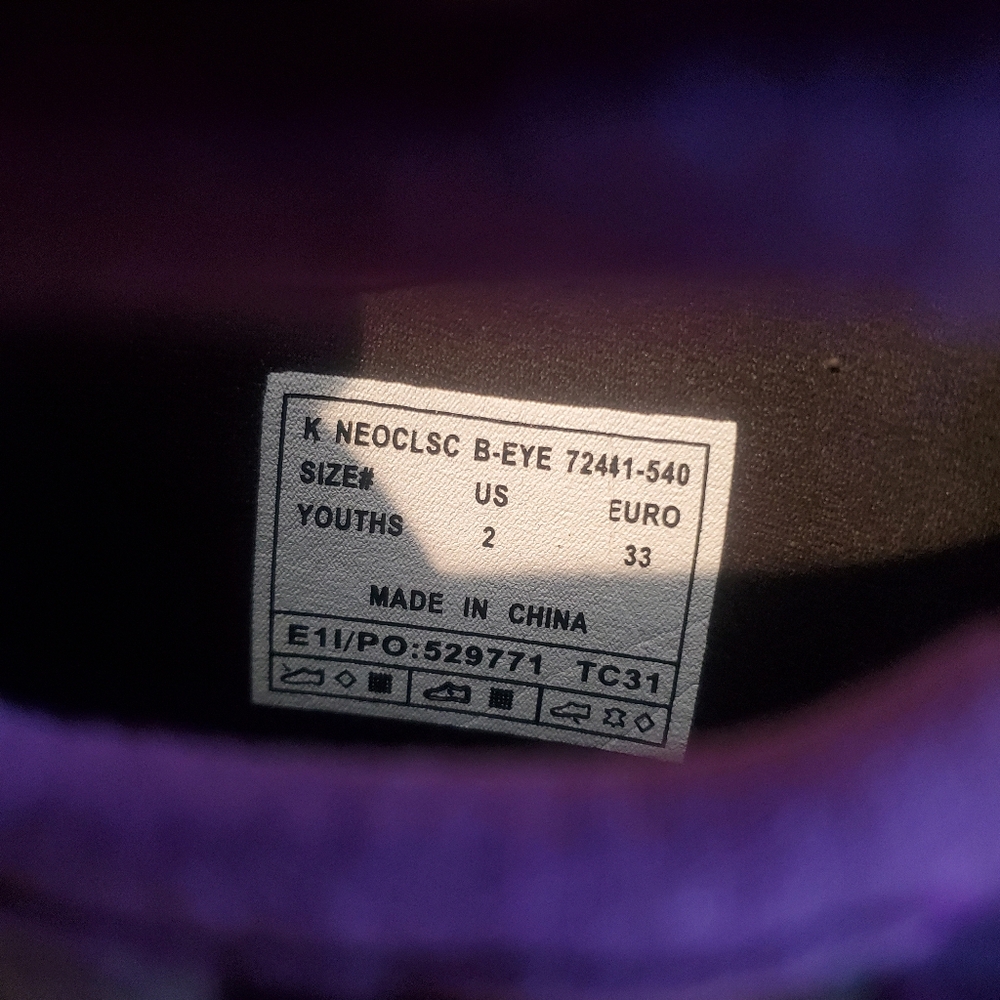 K NEOCLSC B-EYE 72441-540
SIZE# US EURO
YOUTHS 2 33
MADE IN CHINA
E1I/PO:529771 TC31